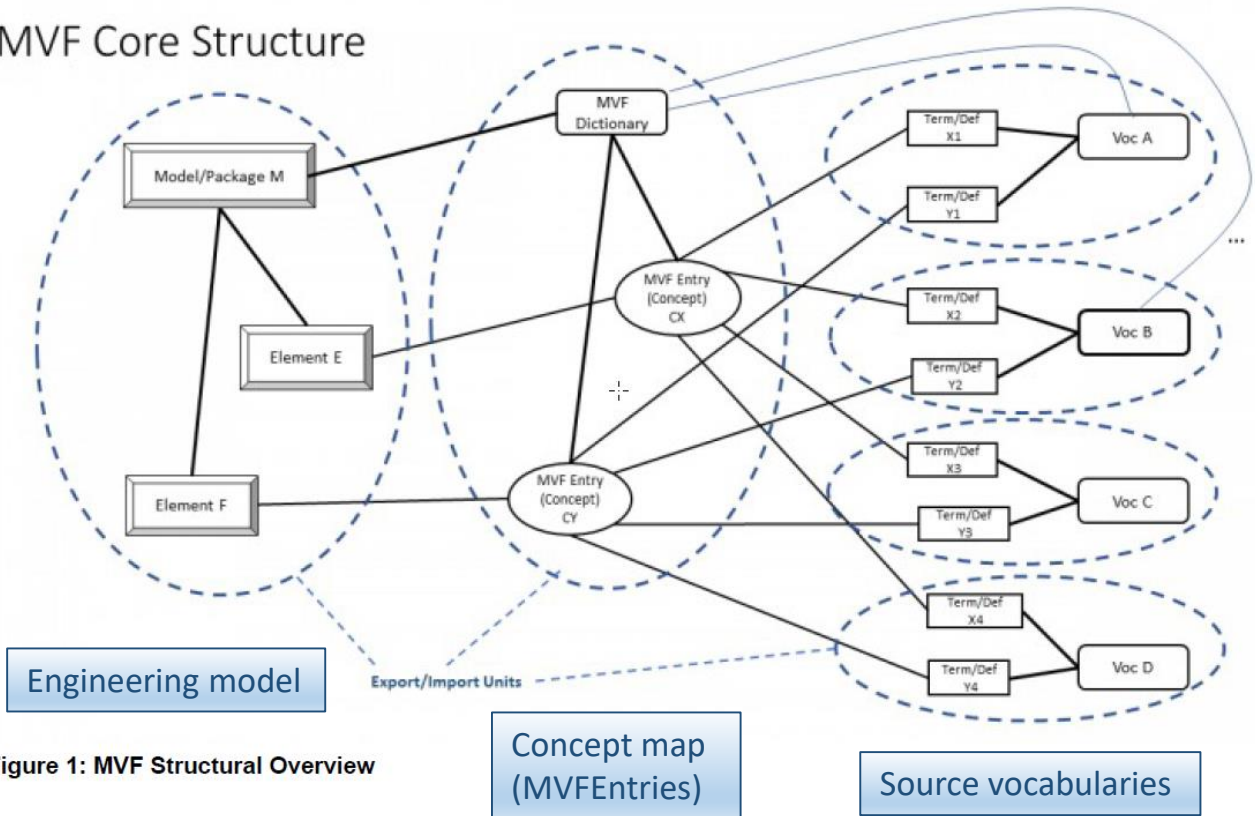 MVF Core Structure
MVF
Dictionary
Model/Package M
Element E
Element F
MVF Entry
(Concept)
CX
MVF Entry
(Concept)
CY
Term/Def
X1
Term/Def
Y1
Voc A
...
Term/Def
X2
Term/Def
Y2
Voc B
Term/Def
X3
Term/Def
Y3
Voc C
Term/Def
X4
Term/Def
Y4
Voc D
Export/Import Units
Engineering model
Concept map
(MVFEntries)
Source vocabularies
igure 1: MVF Structural Overview